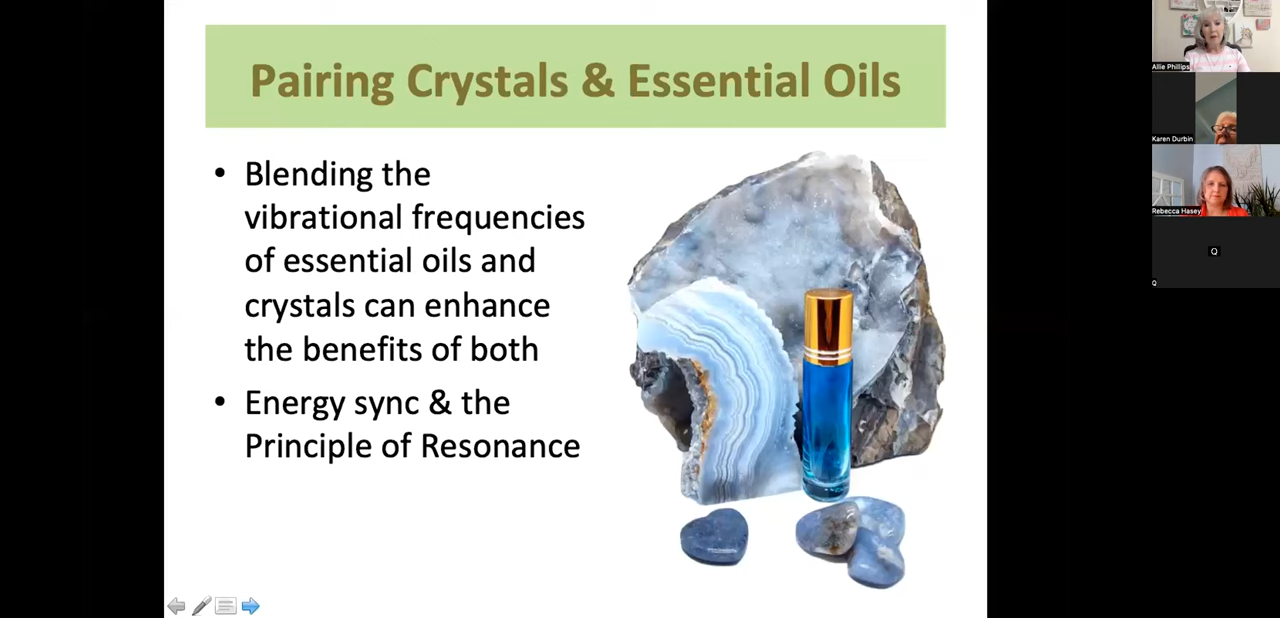 Pairing Crystals & Essential Oils
• Blending the
vibrational frequencies
of essential oils and
crystals can enhance
the benefits of both
• Energy sync & the
Principle of Resonance
Allie Phillips
Karen Durbin
Rebecca Hasey
Q
Q